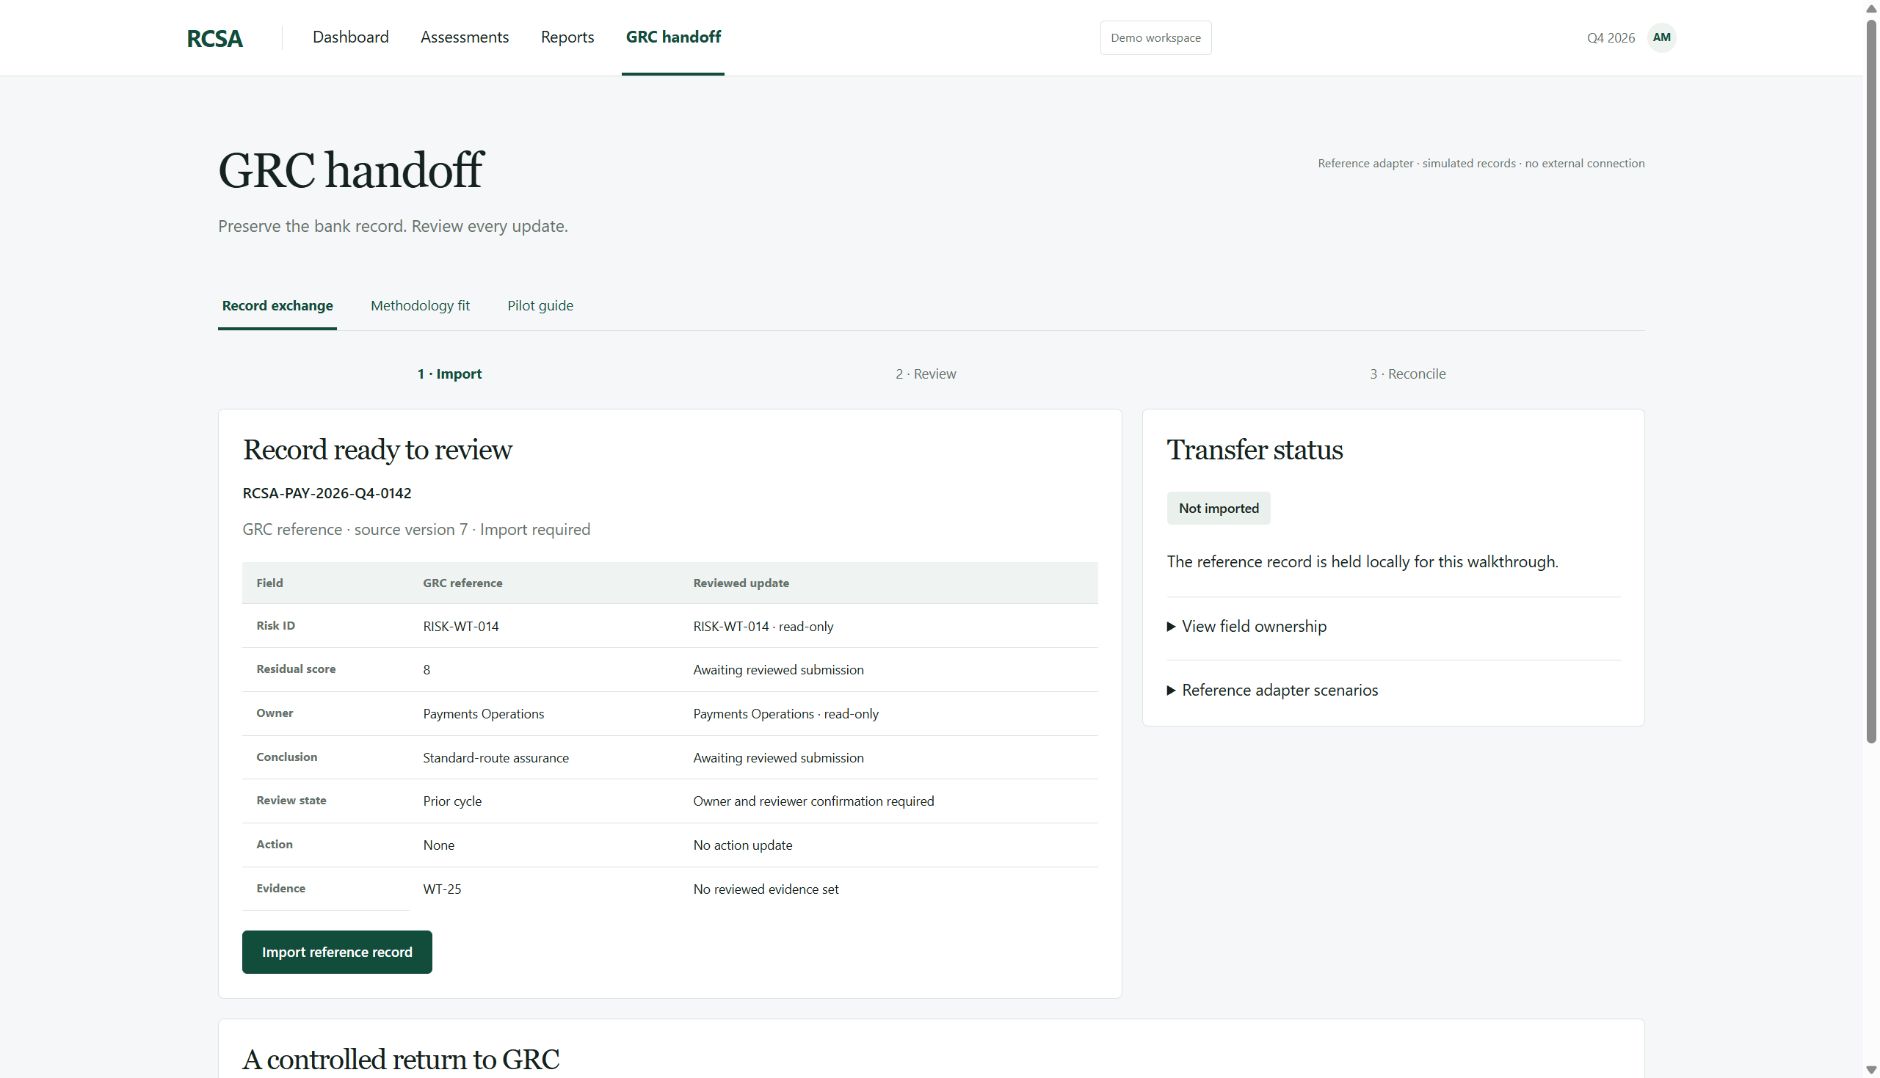 RCSA
Dashboard
Assessments
Reports
GRC handoff
Demo workspace
Q4 2026
AM
GRC handoff
Reference adapter · simulated records · no external connection
Preserve the bank record. Review every update.
Record exchange
Methodology fit
Pilot guide
1 · Import
2 · Review
3 · Reconcile
Record ready to review
RCSA-PAY-2026-Q4-0142
GRC reference · source version 7 · Import required
Field GRC reference Reviewed update
Risk ID RISK-WT-014 RISK-WT-014 · read-only
Residual score 8 Awaiting reviewed submission
Owner Payments Operations Payments Operations · read-only
Conclusion Standard-route assurance Awaiting reviewed submission
Review state Prior cycle Owner and reviewer confirmation required
Action None No action update
Evidence WT-25 No reviewed evidence set
Import reference record
Transfer status
Not imported
The reference record is held locally for this walkthrough.
▶ View field ownership
▶ Reference adapter scenarios
A controlled return to GRC